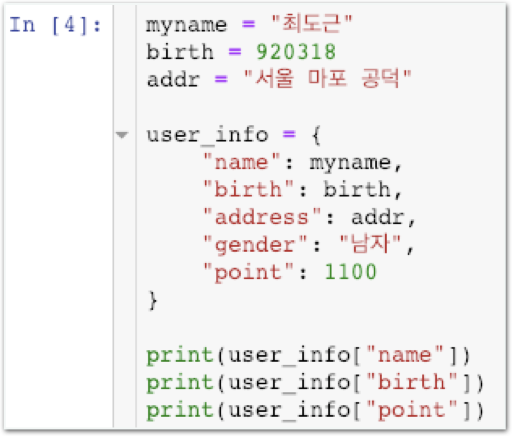 In [4]:
myname = "최도근"
birth = 920318
addr = "서울 마포 공덕"
user_info = {
    "name": myname,
    "birth": birth,
    "address": addr,
    "gender": "남자",
    "point": 1100
}
print(user_info["name"])
print(user_info["birth"])
print(user_info["point"])